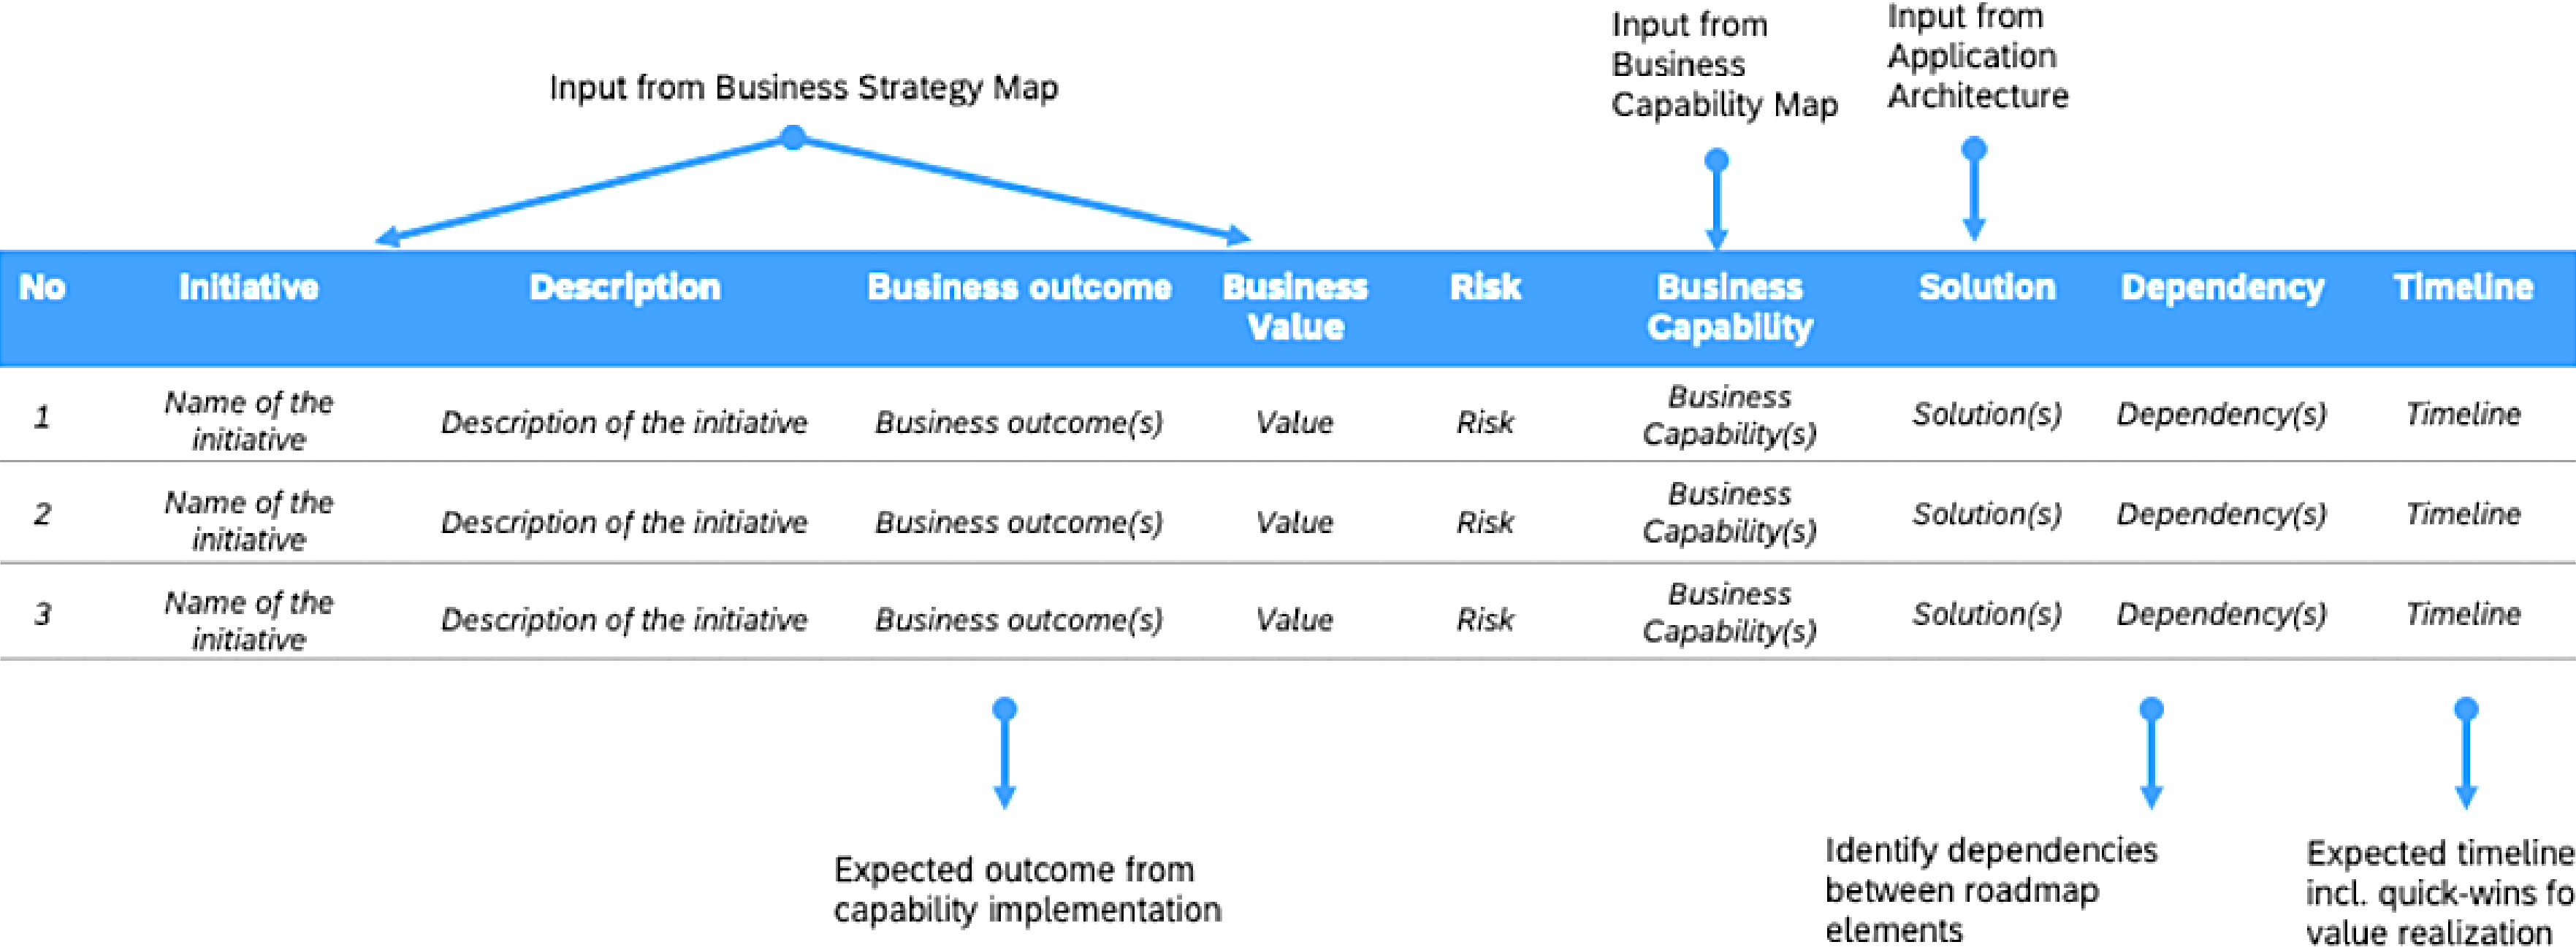 Input from Business Strategy Map
Input from
Business
Capability Map
Input from
Application
Architecture
No Initiative Description Business outcome Business Value Risk Business Capability Solution Dependency Timeline
1 Name of the initiative Description of the initiative Business outcome(s) Value Risk Business Capability(s) Solution(s) Dependency(s) Timeline
2 Name of the initiative Description of the initiative Business outcome(s) Value Risk Business Capability(s) Solution(s) Dependency(s) Timeline
3 Name of the initiative Description of the initiative Business outcome(s) Value Risk Business Capability(s) Solution(s) Dependency(s) Timeline
Expected outcome from
capability implementation
Identify dependencies
between roadmap
elements
Expected timeline
incl. quick-wins fo
value realization